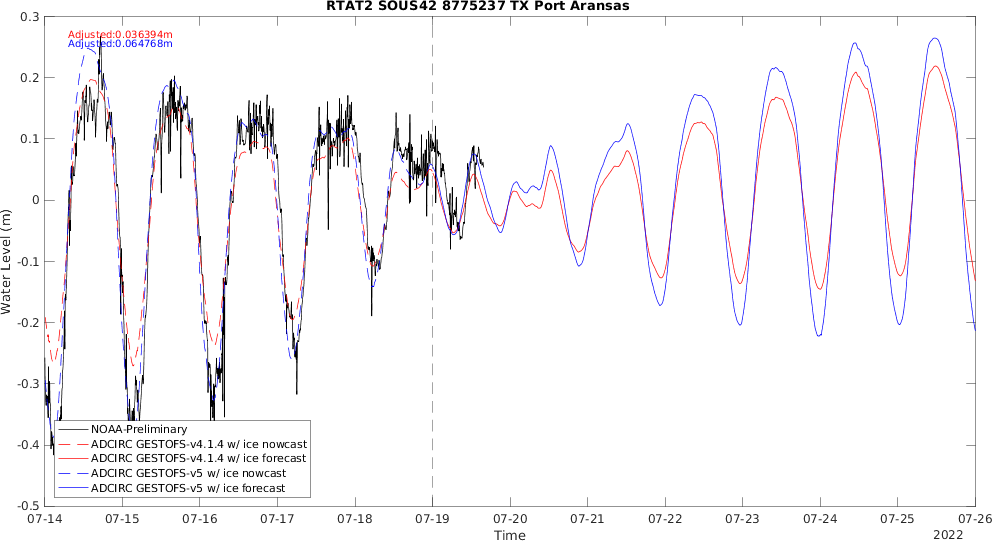 RTAT2 SOUS42 8775237 TX Port Aransas
Adjusted:0.036394m
Adjusted:0.064768m
0.3
0.2
0.1
0
-0.1
-0.2
-0.3
-0.4
-0.5
Water Level (m)
NOAA-Preliminary
ADCIRC GESTOFS-v4.1.4 w/ ice nowcast
ADCIRC GESTOFS-v4.1.4 w/ ice forecast
ADCIRC GESTOFS-v5 w/ ice nowcast
ADCIRC GESTOFS-v5 w/ ice forecast
07-14 07-15 07-16 07-17 07-18 07-19 07-20 07-21 07-22 07-23 07-24 07-25 07-26
Time
2022